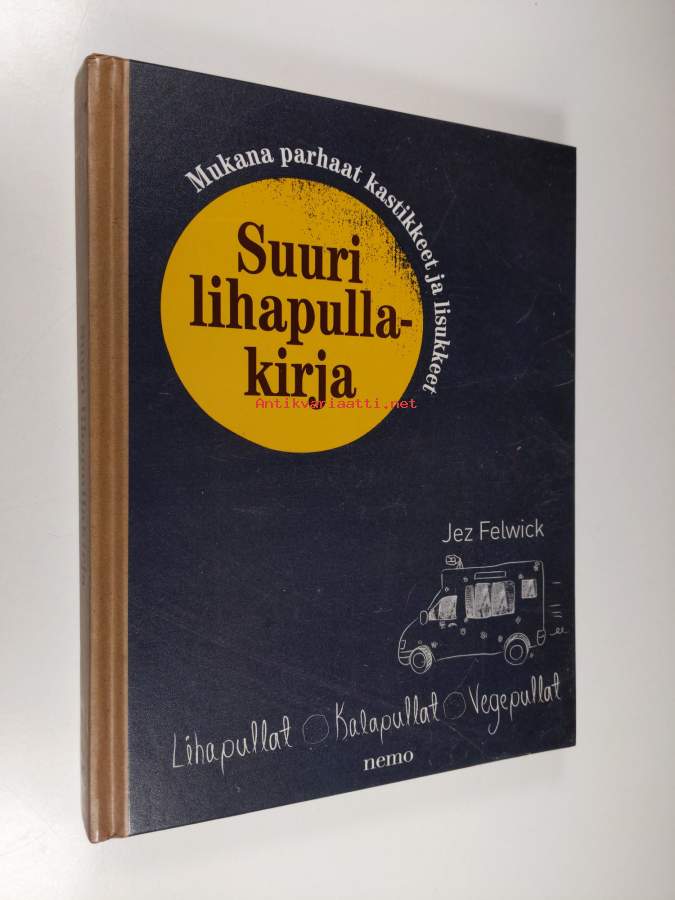 Mukana parhaat kastikkeet ja lisukkeet
Suuri
lihapulla-
kirja
Antikvariaatti.net
Jez Felwick
Lihapullat Kalapullat Vegepullat
nemo